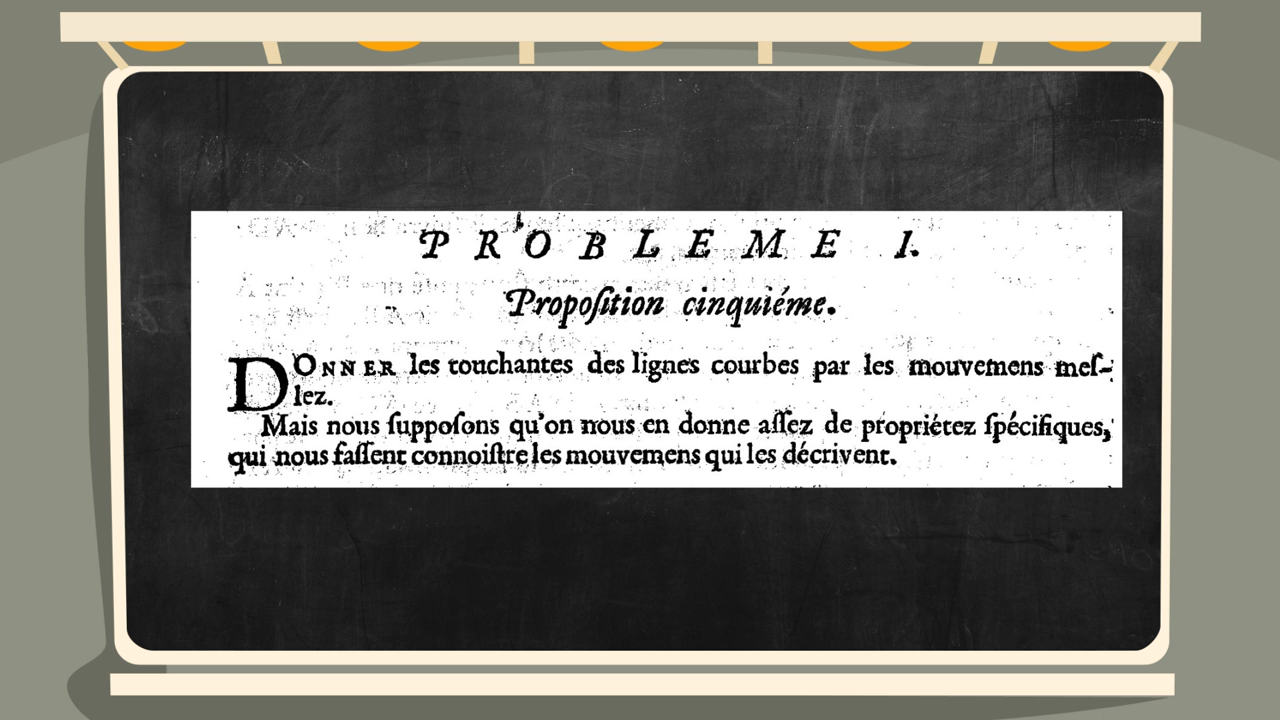 PROBLEME I.
Propoſition cinquiéme.
DONNER les touchantes des lignes courbes par les mouvemens meſ-
lez.
Mais nous ſuppoſons qu'on nous en donne aſſez de propriétez ſpécifiques,
qui nous faſſent connoiſtre les mouvemens qui les décrivent.